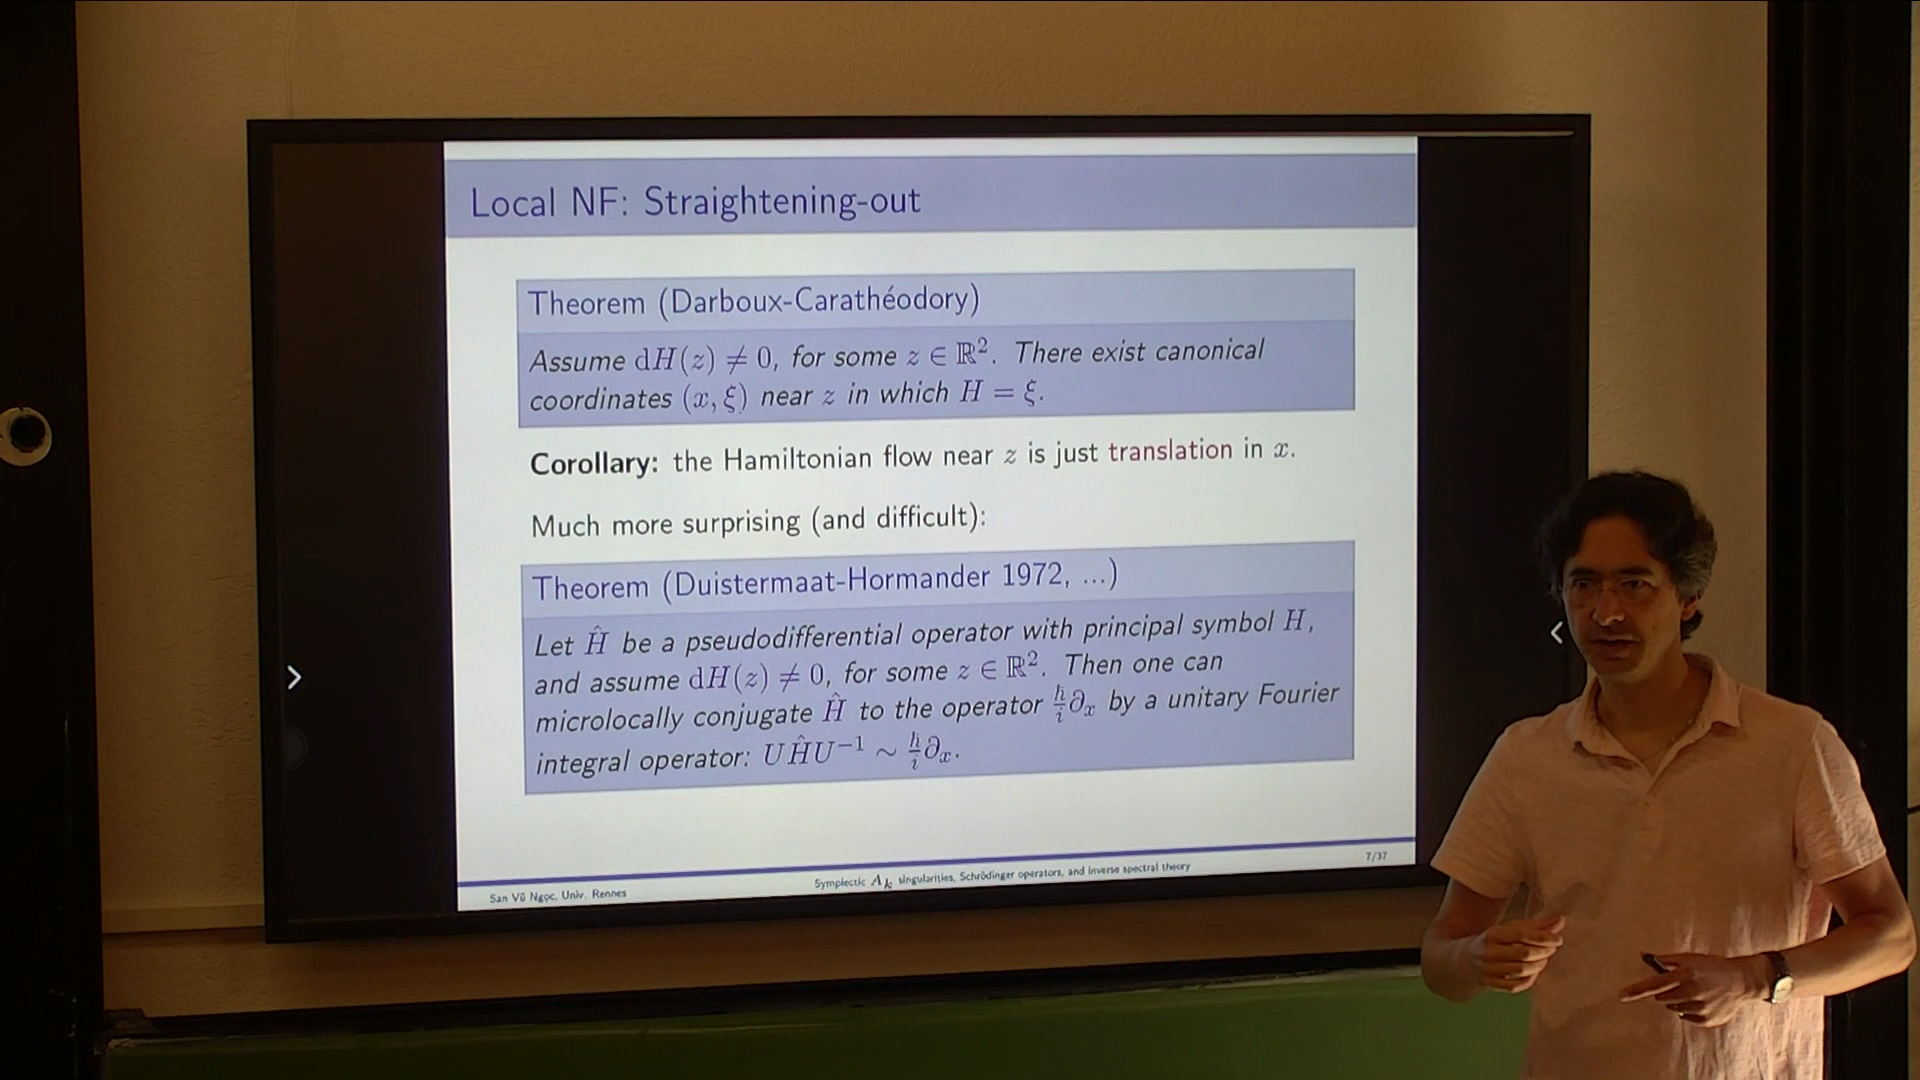 Local NF: Straightening-out
Theorem (Darboux-Carathéodory)
Assume dH(z) ≠ 0, for some z ∈ ℝ². There exist canonical
coordinates (x, ξ) near z in which H = ξ.
Corollary: the Hamiltonian flow near z is just translation in x.
Much more surprising (and difficult):
Theorem (Duistermaat-Hormander 1972, ...)
Let Ĥ be a pseudodifferential operator with principal symbol H,
and assume dH(z) ≠ 0, for some z ∈ ℝ². Then one can
microlocally conjugate Ĥ to the operator ℏ/i ∂ₓ by a unitary Fourier
integral operator: UĤU⁻¹ ∼ ℏ/i ∂ₓ.
San Vũ Ngọc, Univ. Rennes
Symplectic Aₖ singularities, Schrödinger operators, and inverse spectral theory
7/37